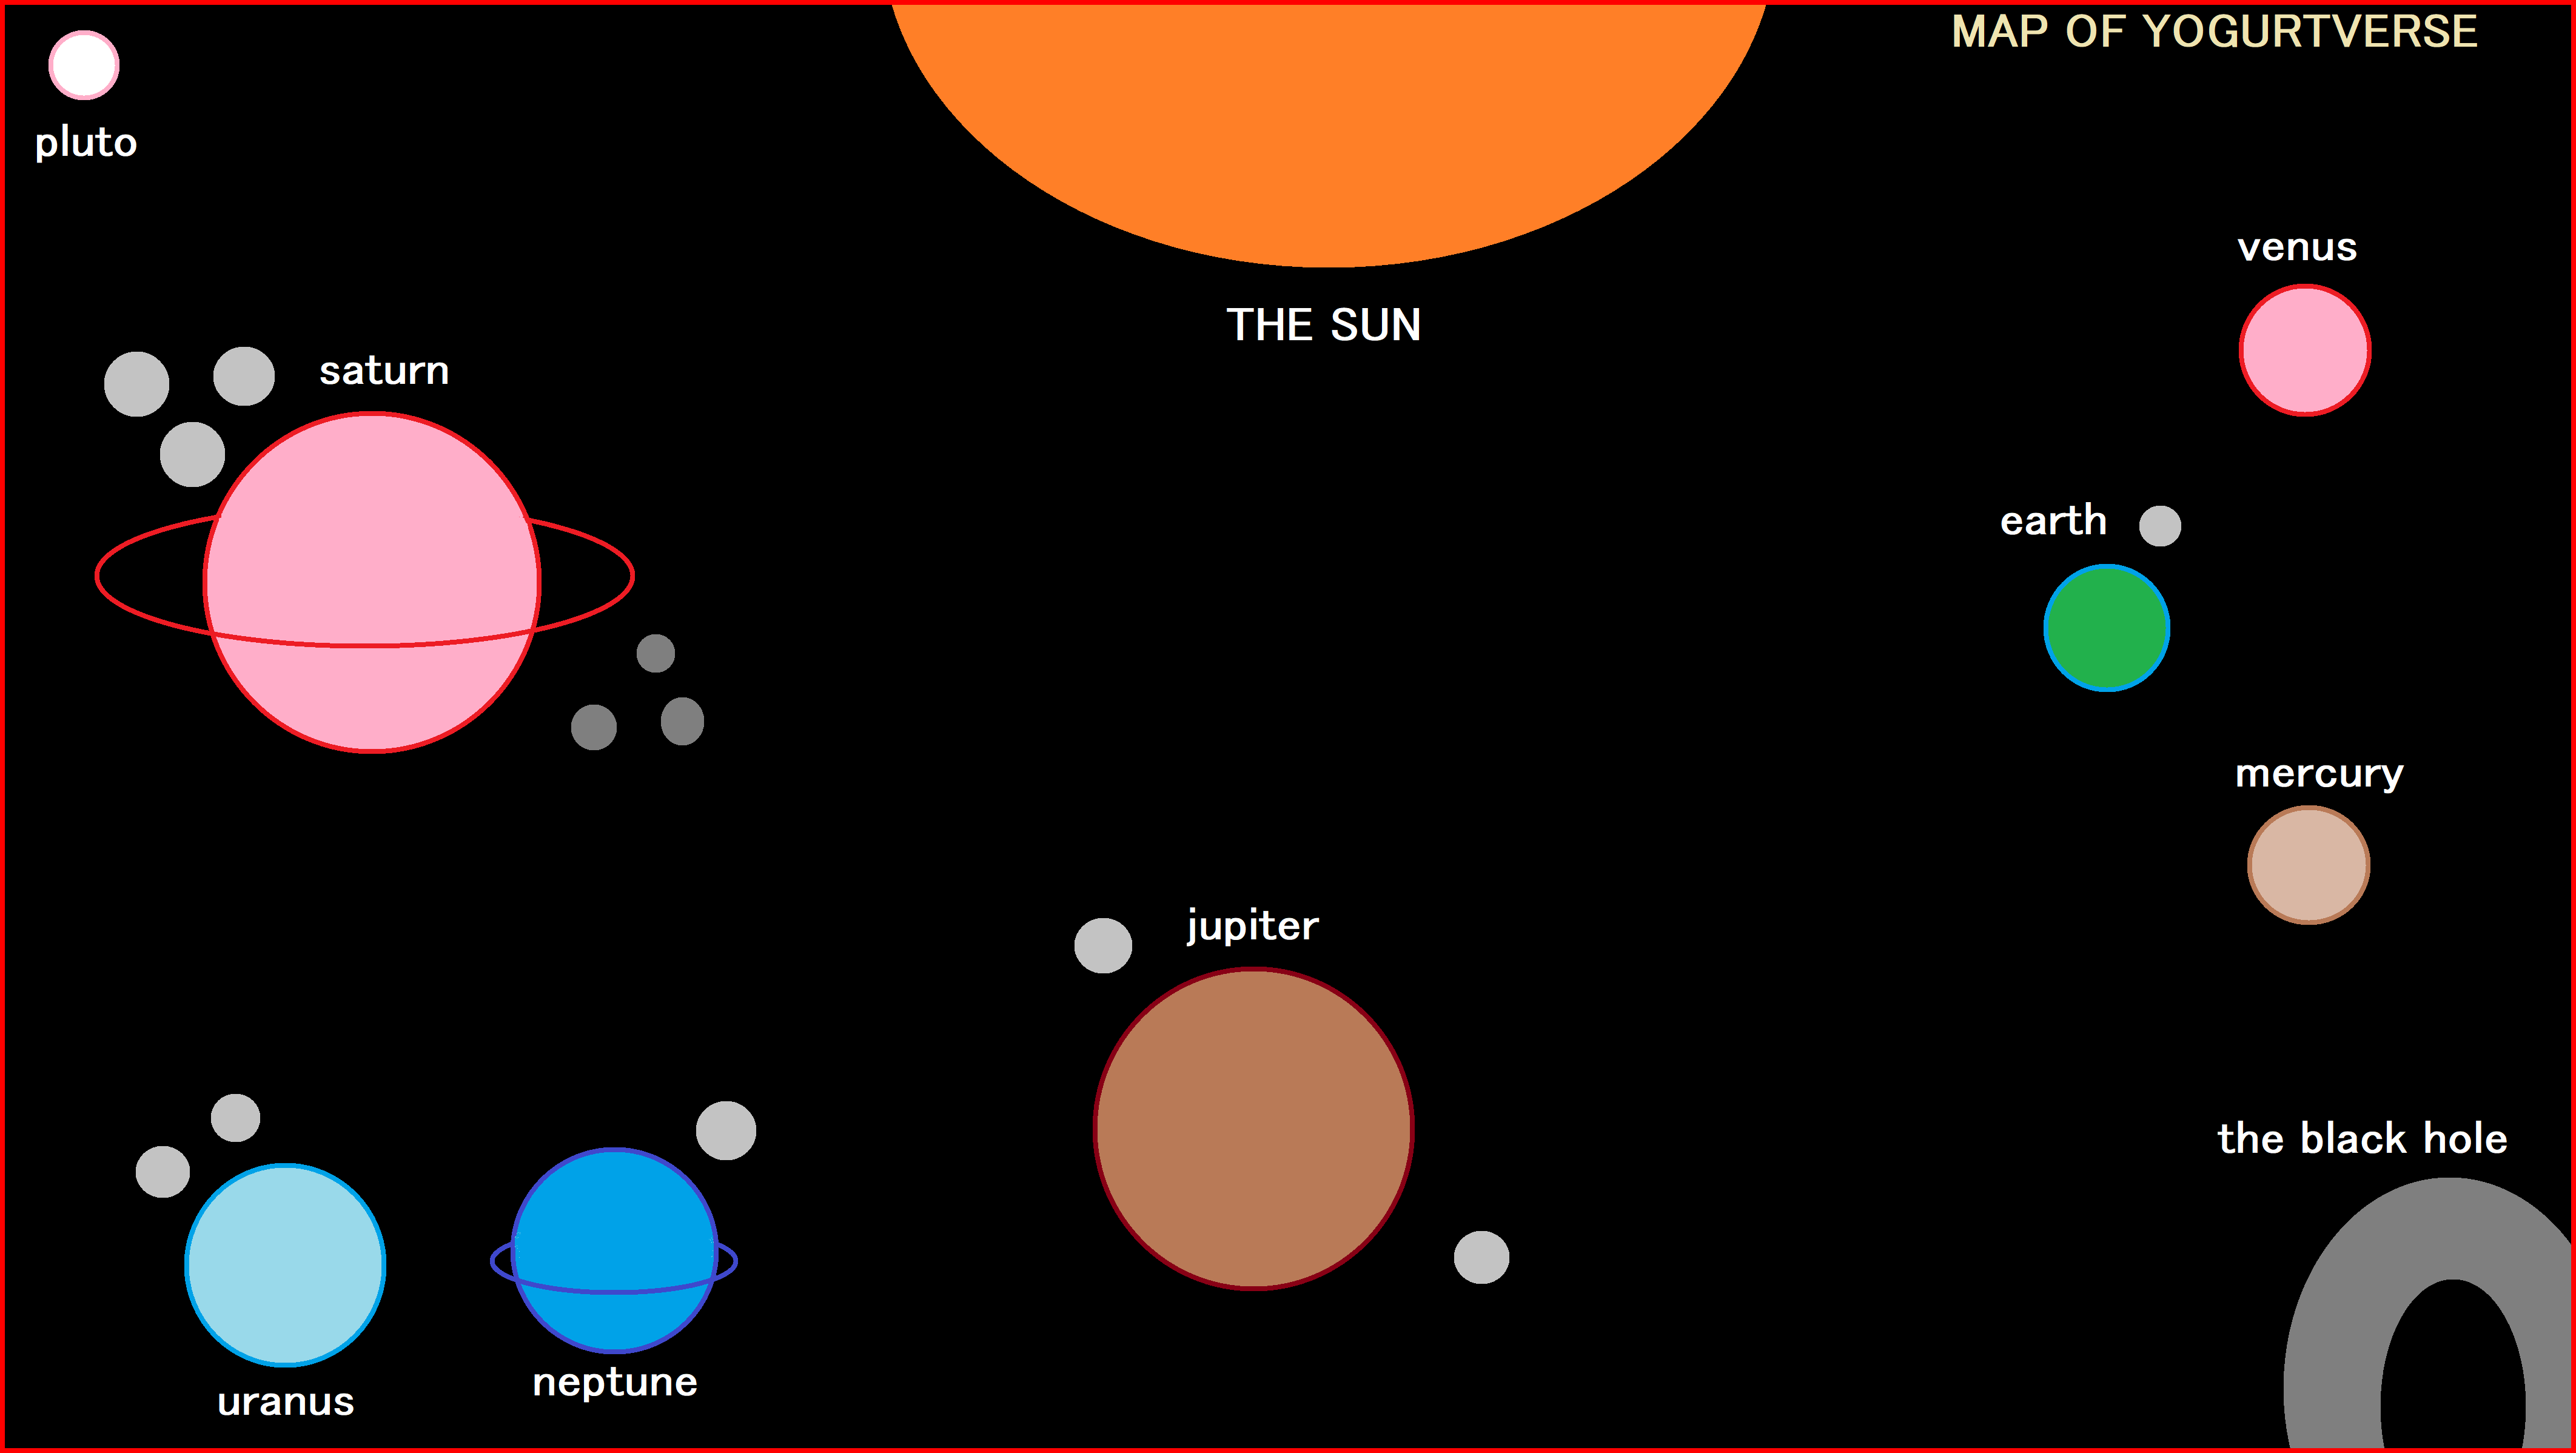 MAP OF YOGURTVERSE
pluto
venus
THE SUN
saturn
earth
mercury
jupiter
the black hole
neptune
uranus